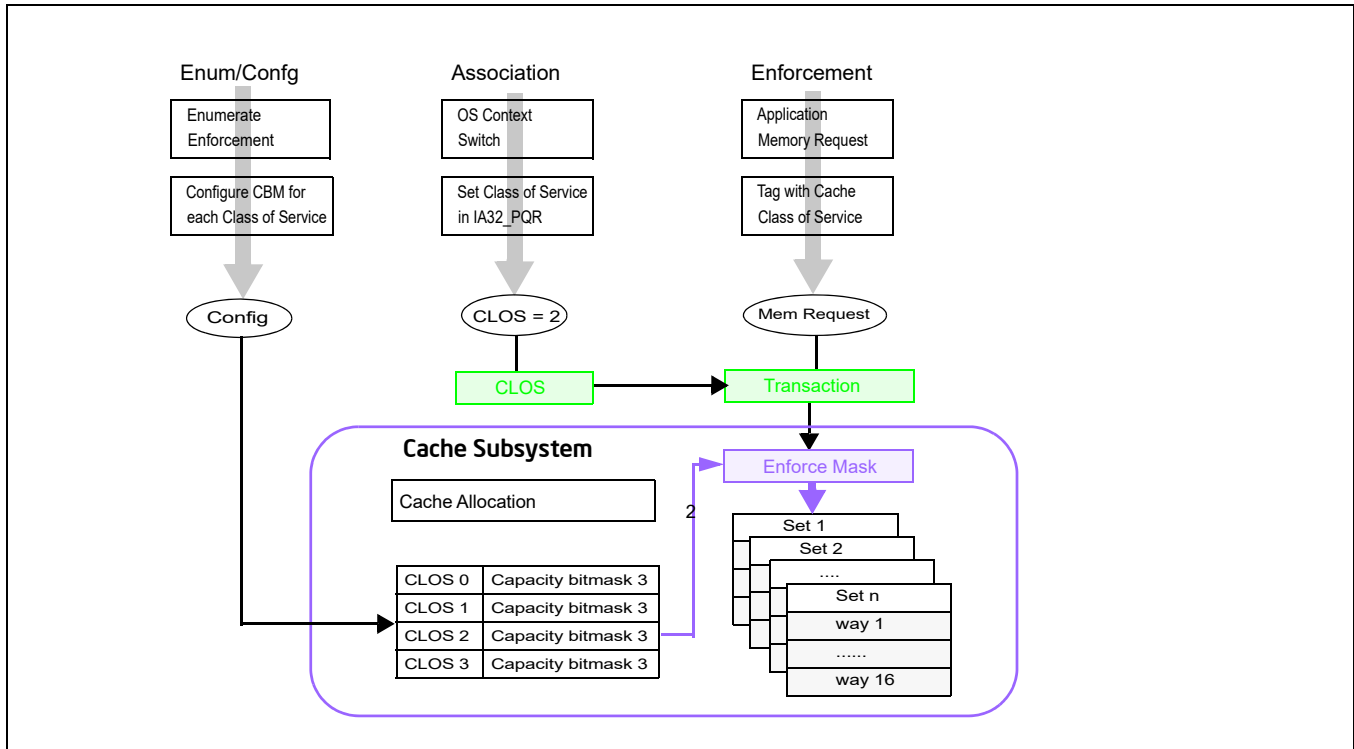 Enum/Confg
Association
Enforcement
Enumerate
Enforcement
OS Context
Switch
Application
Memory Request
Configure CBM for
each Class of Service
Set Class of Service
in IA32_PQR
Tag with Cache
Class of Service
Config
CLOS = 2
Mem Request
CLOS
Transaction
Cache Subsystem
Enforce Mask
Cache Allocation
2
Set 1
Set 2
....
Set n
way 1
......
way 16
CLOS 0 Capacity bitmask 3
CLOS 1 Capacity bitmask 3
CLOS 2 Capacity bitmask 3
CLOS 3 Capacity bitmask 3